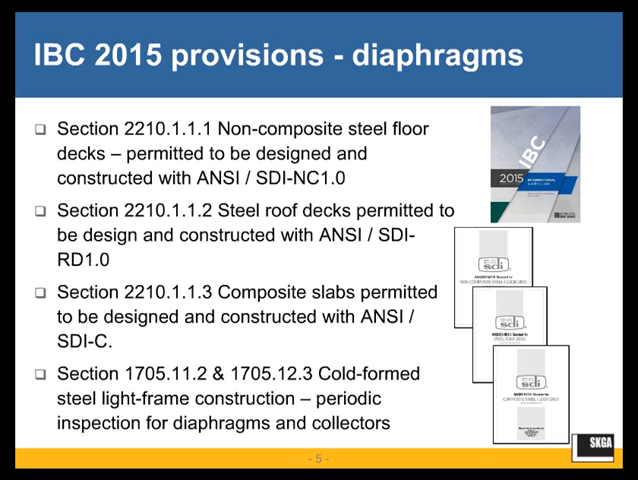 IBC 2015 provisions - diaphragms
❑ Section 2210.1.1.1 Non-composite steel floor
decks – permitted to be designed and
constructed with ANSI / SDI-NC1.0
❑ Section 2210.1.1.2 Steel roof decks permitted to
be design and constructed with ANSI / SDI-
RD1.0
❑ Section 2210.1.1.3 Composite slabs permitted
to be designed and constructed with ANSI /
SDI-C.
❑ Section 1705.11.2 & 1705.12.3 Cold-formed
steel light-frame construction – periodic
inspection for diaphragms and collectors
IBC
2015
sdi
sdi
sdi
SKGA
- 5 -